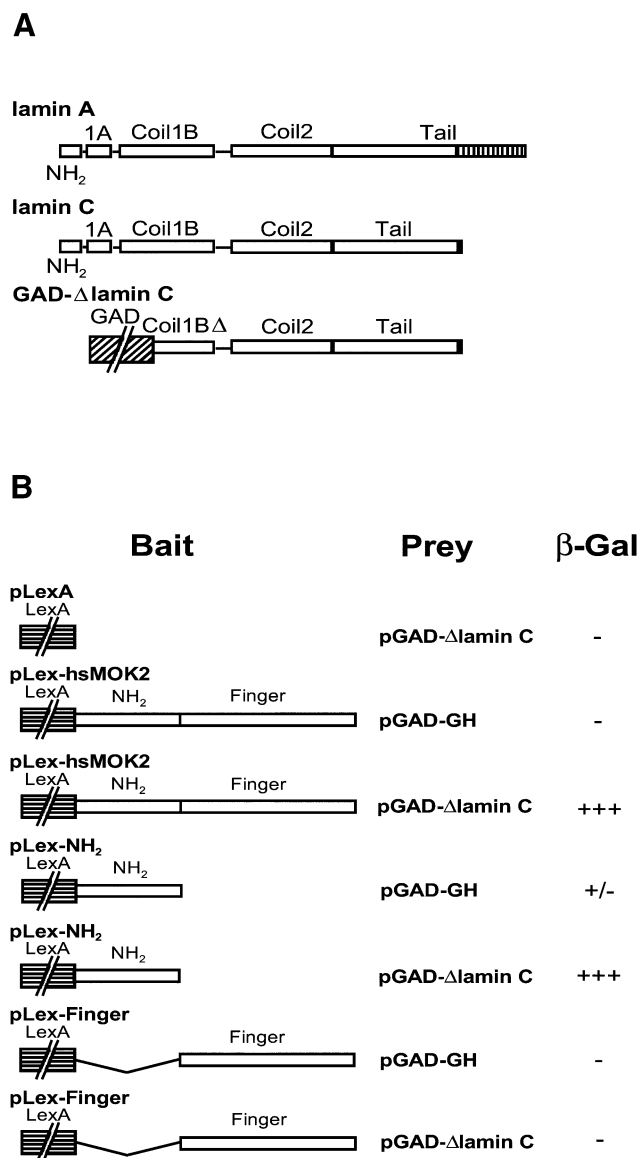 A
lamin A
1A Coil1B Coil2 Tail
NH2
lamin C
1A Coil1B Coil2 Tail
NH2
GAD-Δ lamin C
GAD Coil1B Δ Coil2 Tail
B
Bait Prey β-Gal
pLexA
LexA
pGAD-Δlamin C -
pLex-hsMOK2
LexA NH2 Finger
pGAD-GH -
pLex-hsMOK2
LexA NH2 Finger
pGAD-Δlamin C +++
pLex-NH2
LexA NH2
pGAD-GH +/-
pLex-NH2
LexA NH2
pGAD-Δlamin C +++
pLex-Finger
LexA Finger
pGAD-GH -
pLex-Finger
LexA Finger
pGAD-Δlamin C -